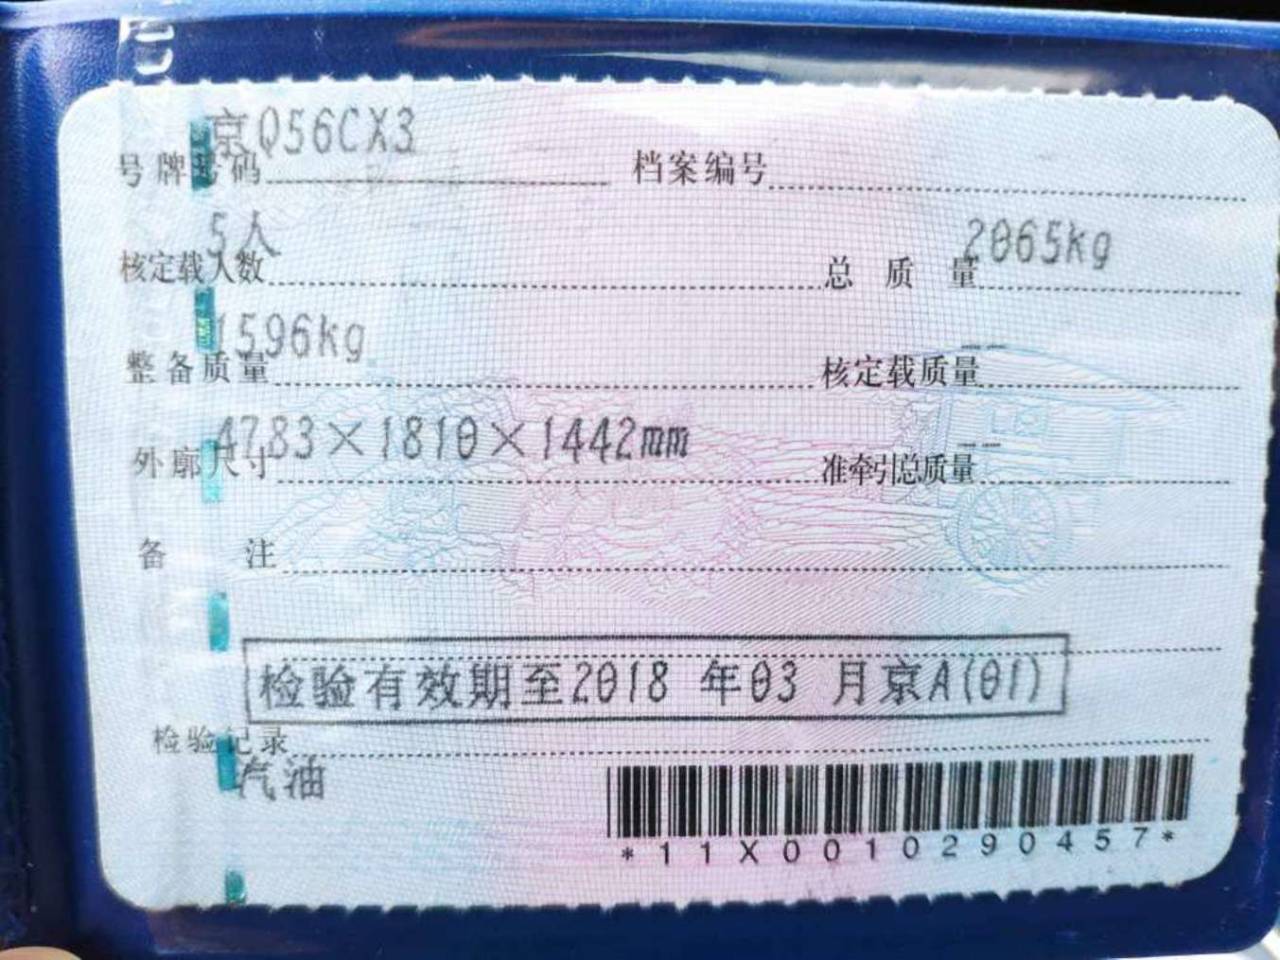 京Q56CX3
号牌号码 档案编号
5人 2065kg
核定载人数 总质量
1596kg --
整备质量 核定载质量
4783×1810×1442mm --
外廓尺寸 准牵引总质量
备注
检验有效期至2018 年03 月京A(01)
检验记录
汽油
*11X0010290457*